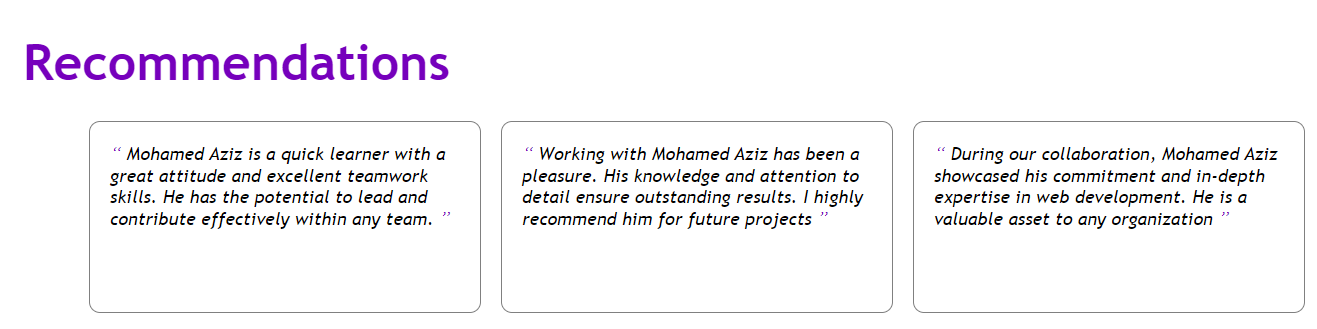 Recommendations
“ Mohamed Aziz is a quick learner with a
great attitude and excellent teamwork
skills. He has the potential to lead and
contribute effectively within any team. ”
“ Working with Mohamed Aziz has been a
pleasure. His knowledge and attention to
detail ensure outstanding results. I highly
recommend him for future projects ”
“ During our collaboration, Mohamed Aziz
showcased his commitment and in-depth
expertise in web development. He is a
valuable asset to any organization ”